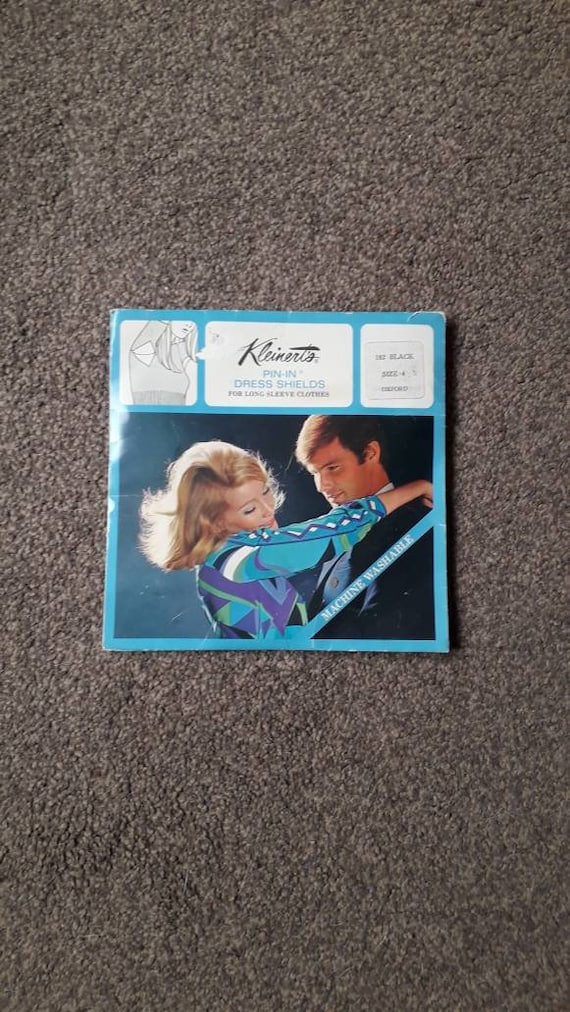 Kleinert's
PIN-IN®
DRESS SHIELDS
FOR LONG SLEEVE CLOTHES
182 BLACK
SIZE 4
OXFORD
MACHINE WASHABLE